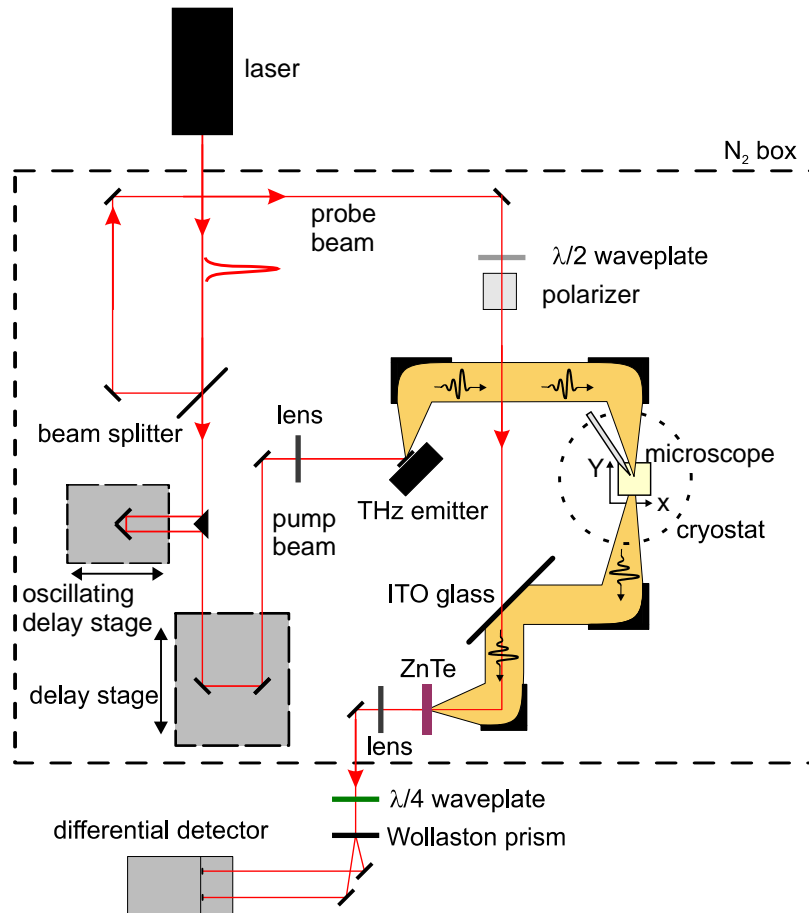 laser
N₂ box
probe
beam
λ/2 waveplate
polarizer
beam splitter
lens
microscope
Y
x
THz emitter
pump
beam
cryostat
oscillating
delay stage
ITO glass
ZnTe
delay stage
lens
λ/4 waveplate
differential detector
Wollaston prism